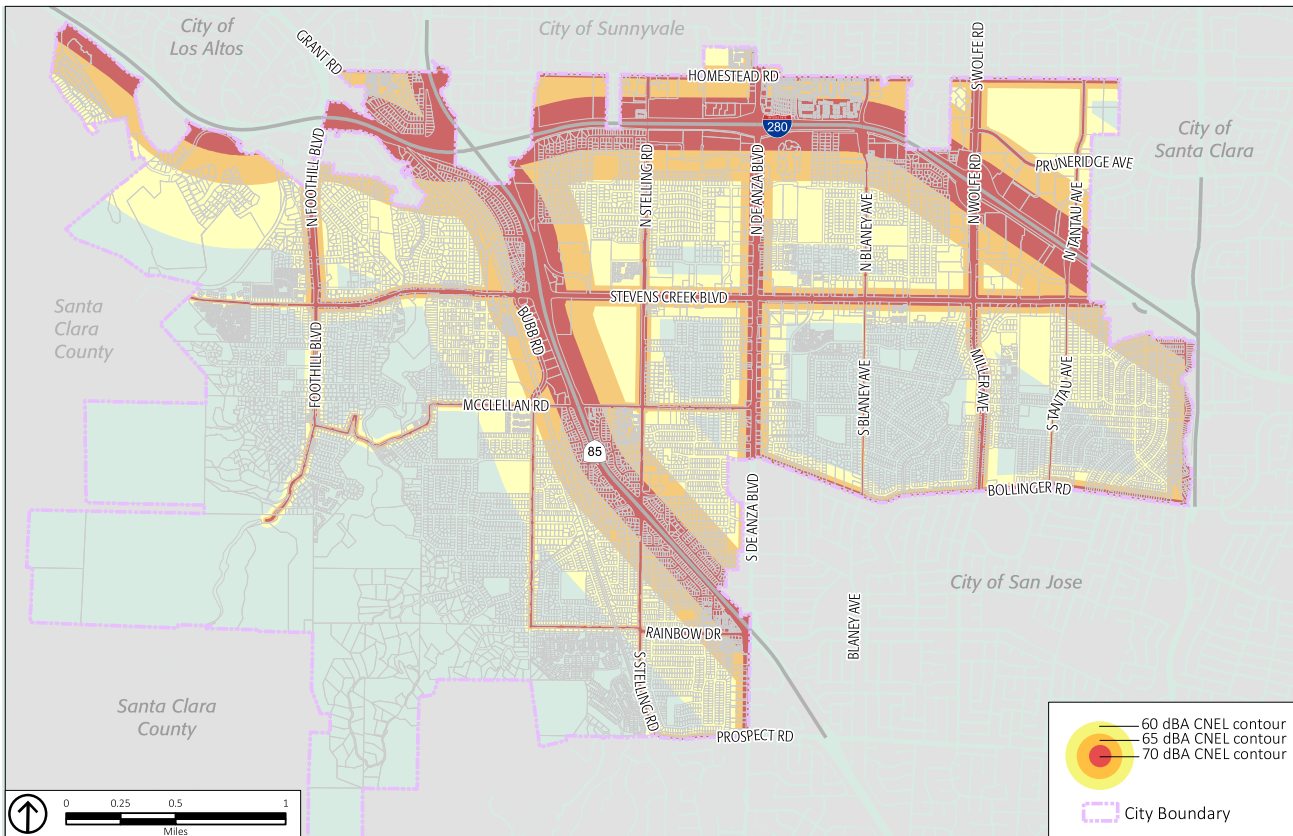 City of
Los Altos
City of Sunnyvale
GRANT RD
HOMESTEAD RD
S WOLFE RD
280
City of
Santa Clara
N FOOTHILL BLVD
N STELLING RD
N DE ANZA BLVD
N BLANEY AVE
N WOLFE RD
PRUNERIDGE AVE
N TANTAU AVE
Santa
Clara
County
STEVENS CREEK BLVD
BUBB RD
FOOTHILL BLVD
MCCLELLAN RD
S BLANEY AVE
MILLER AVE
S TANTAU AVE
85
BOLLINGER RD
S DE ANZA BLVD
City of San Jose
BLANEY AVE
RAINBOW DR
S STELLING RD
PROSPECT RD
Santa Clara
County
60 dBA CNEL contour
65 dBA CNEL contour
70 dBA CNEL contour
City Boundary
0 0.25 0.5 1
Miles